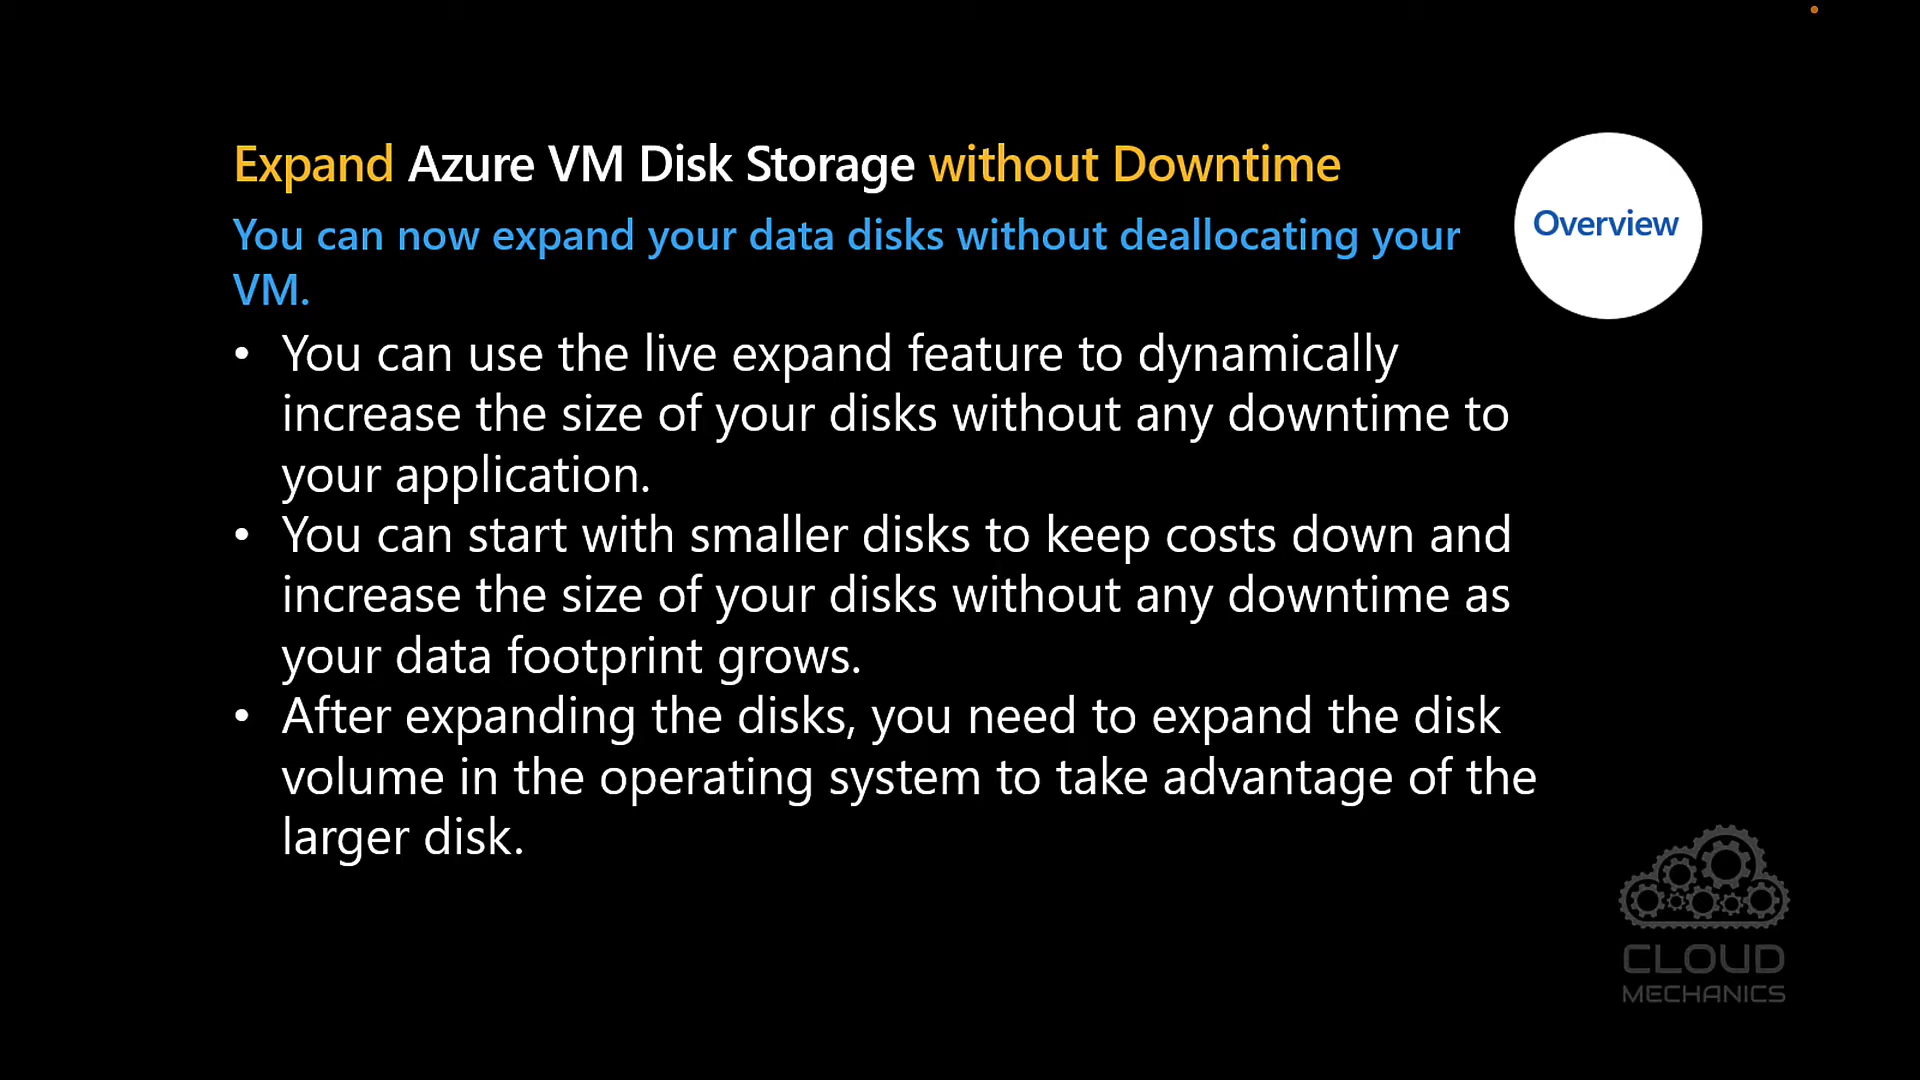 Expand Azure VM Disk Storage without Downtime
Overview
You can now expand your data disks without deallocating your
VM.
• You can use the live expand feature to dynamically
increase the size of your disks without any downtime to
your application.
• You can start with smaller disks to keep costs down and
increase the size of your disks without any downtime as
your data footprint grows.
• After expanding the disks, you need to expand the disk
volume in the operating system to take advantage of the
larger disk.
CLOUD
MECHANICS